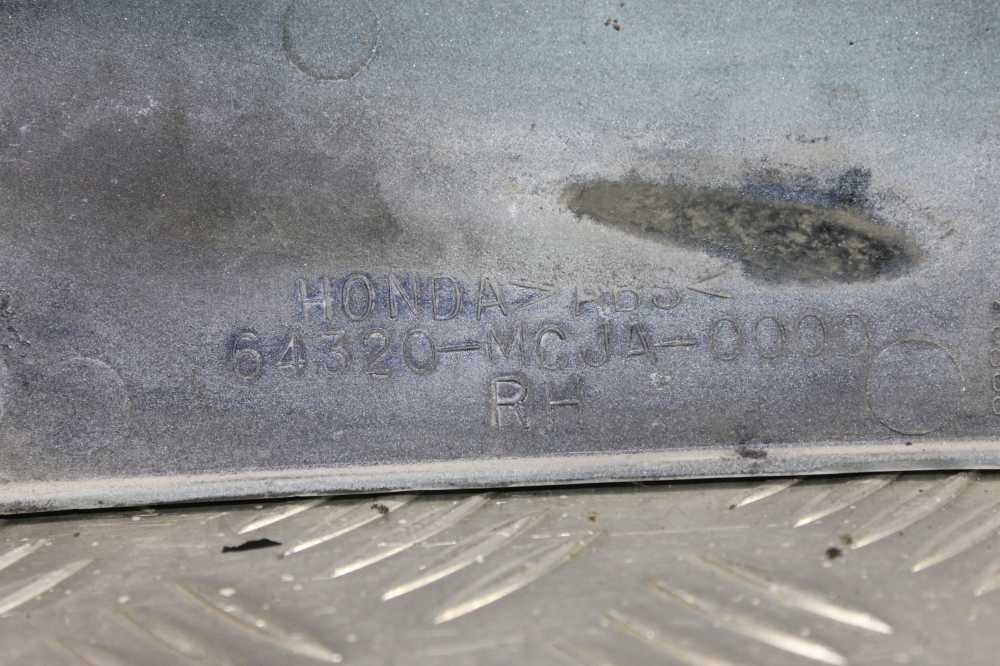 HONDA >ABS<
64320-MCJA-0000
RH